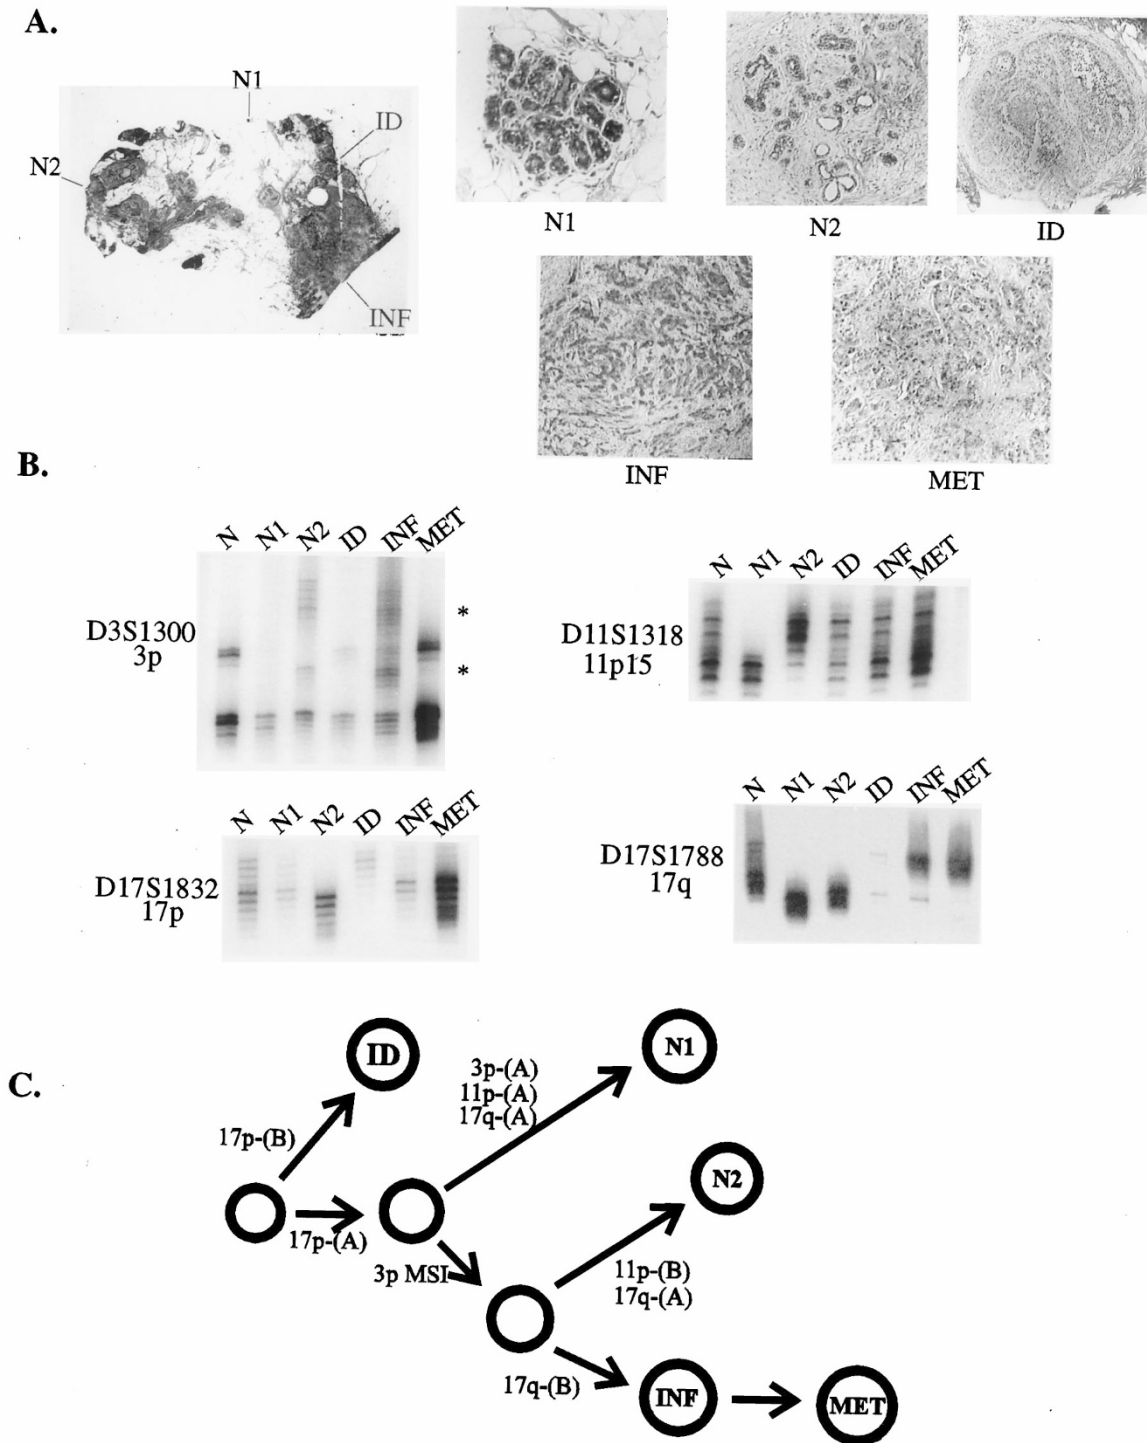 A.
N1
N2
ID
INF
N1
N2
ID
INF
MET
B.
N N1 N2 ID INF MET
D3S1300
3p
*
*
N N1 N2 ID INF MET
D11S1318
11p15
N N1 N2 ID INF MET
D17S1832
17p
N N1 N2 ID INF MET
D17S1788
17q
C.
ID
17p-(B)
17p-(A)
3p-(A)
11p-(A)
17q-(A)
N1
3p MSI
N2
11p-(B)
17q-(A)
17q-(B)
INF
MET